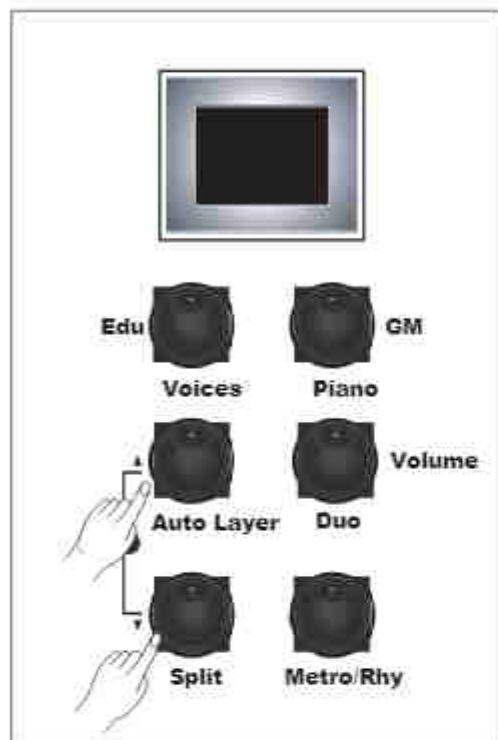 Edu GM
Voices Piano
Volume
Auto Layer Duo
Split Metro/Rhy